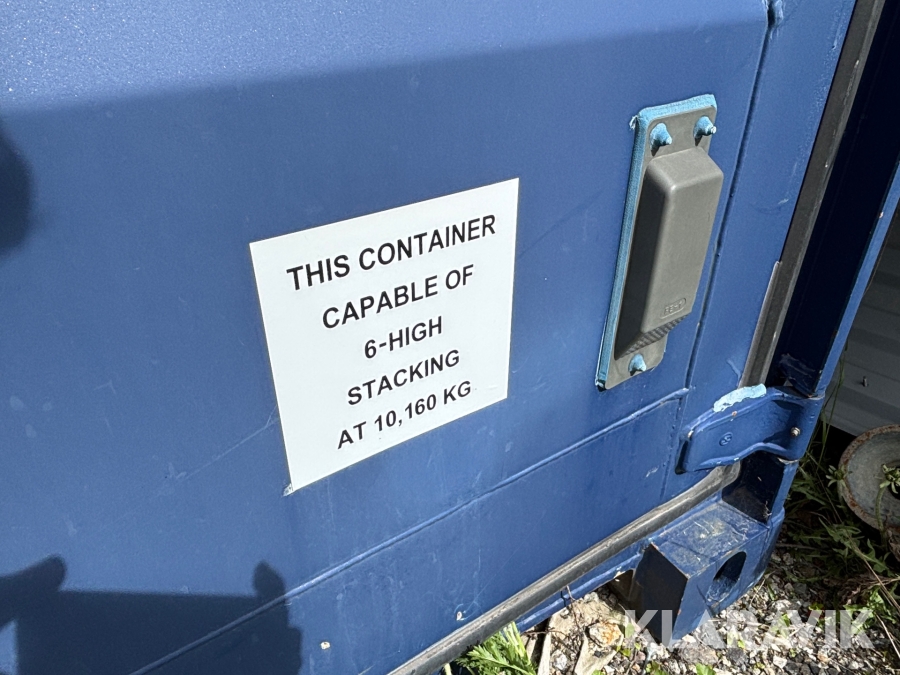 THIS CONTAINER
CAPABLE OF
6-HIGH
STACKING
AT 10,160 KG
KLARAVIK